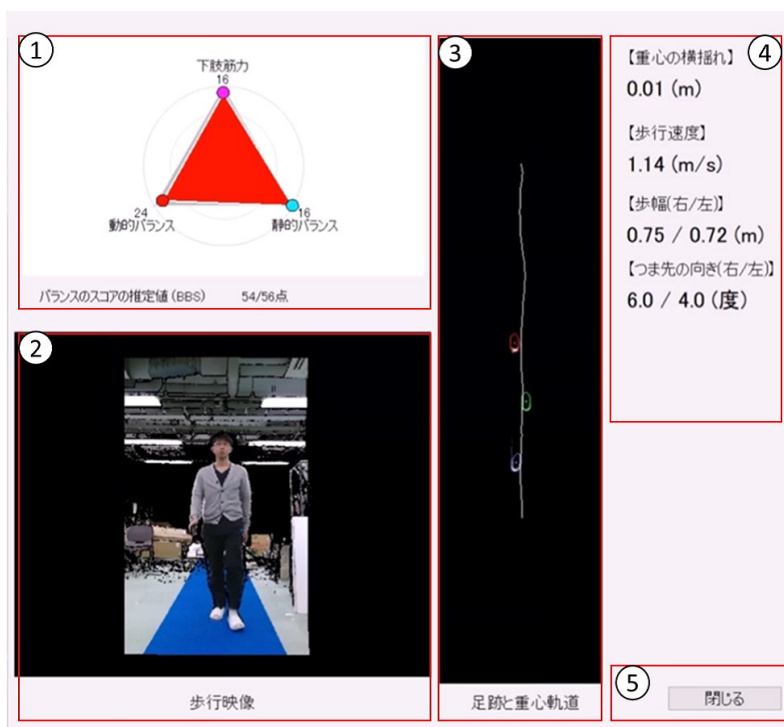 ①
下肢筋力
16
24
動的バランス
16
静的バランス
バランスのスコアの推定値(BBS) 54/56点
②
歩行映像
③
足跡と重心軌道
④
【重心の横揺れ】
0.01 (m)
【歩行速度】
1.14 (m/s)
【歩幅(右/左)】
0.75 / 0.72 (m)
【つま先の向き(右/左)】
6.0 / 4.0 (度)
⑤
閉じる